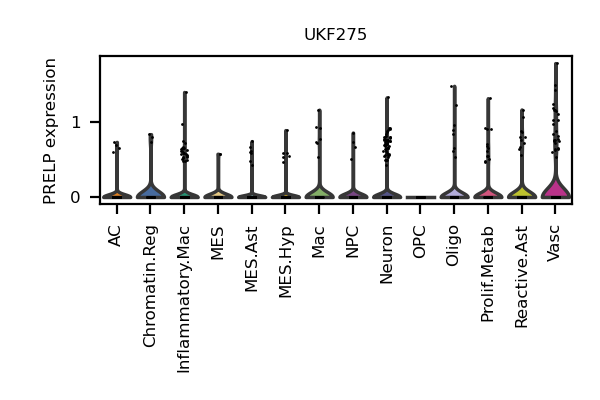 UKF275
PRELP expression
1
0
AC
Chromatin.Reg
Inflammatory.Mac
MES
MES.Ast
MES.Hyp
Mac
NPC
Neuron
OPC
Oligo
Prolif.Metab
Reactive.Ast
Vasc